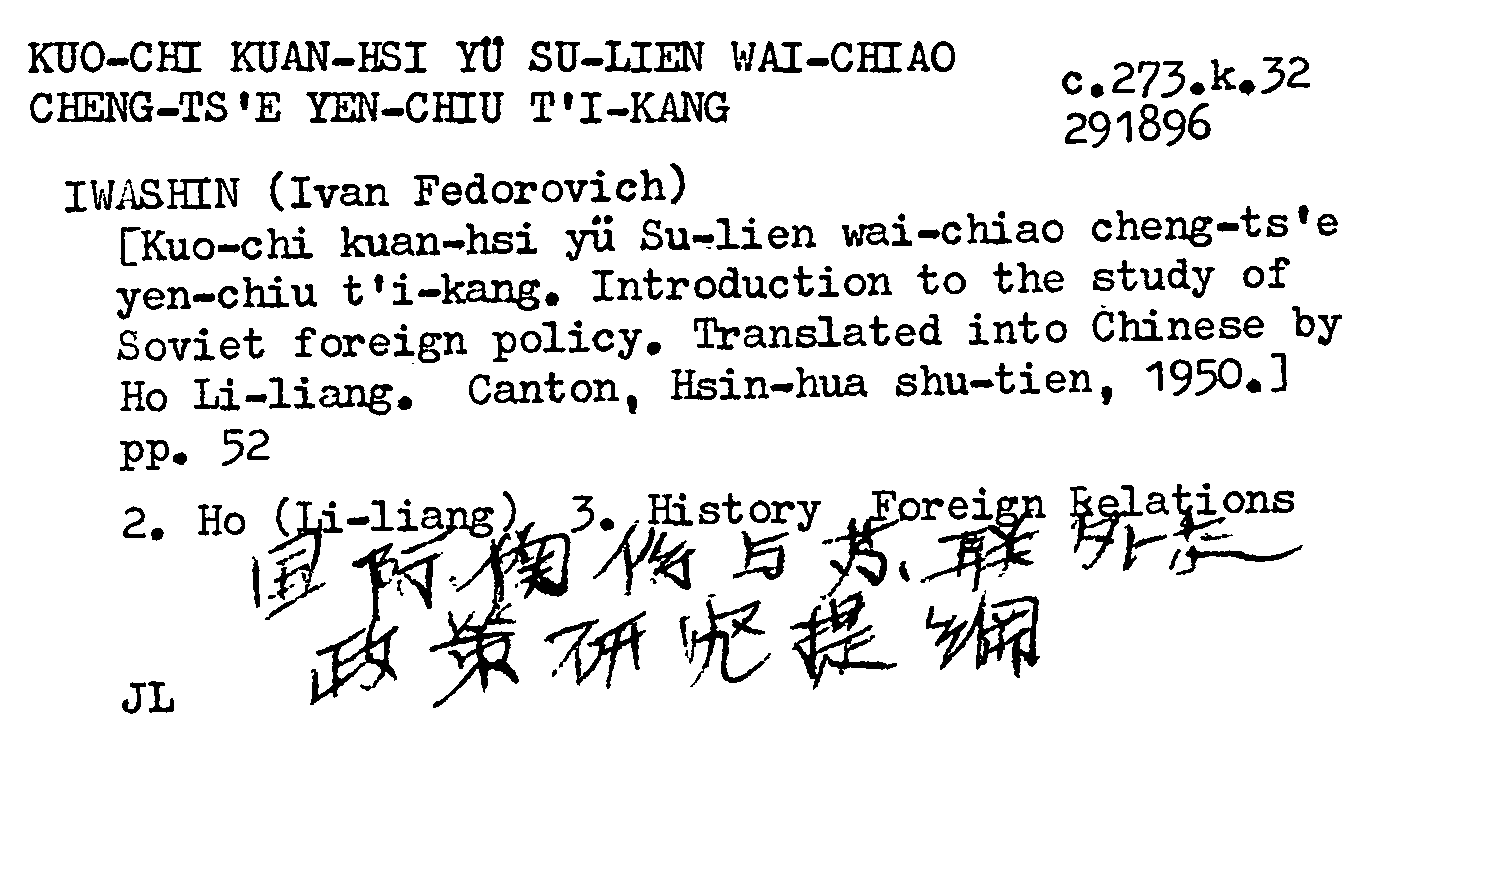 KUO-CHI KUAN-HSI YÜ SU-LIEN WAI-CHIAO
CHENG-TS'E YEN-CHIU T'I-KANG
c.273.k.32
291896
IWASHIN (Ivan Fedorovich)
[Kuo-chi kuan-hsi yü Su-lien wai-chiao cheng-ts'e
yen-chiu t'i-kang. Introduction to the study of
Soviet foreign policy. Translated into Chinese by
Ho Li-liang. Canton, Hsin-hua shu-tien, 1950.]
pp. 52
2. Ho (Li-liang) 3. History Foreign Relations
国际関係与苏联外交
政策研究提綱
JL